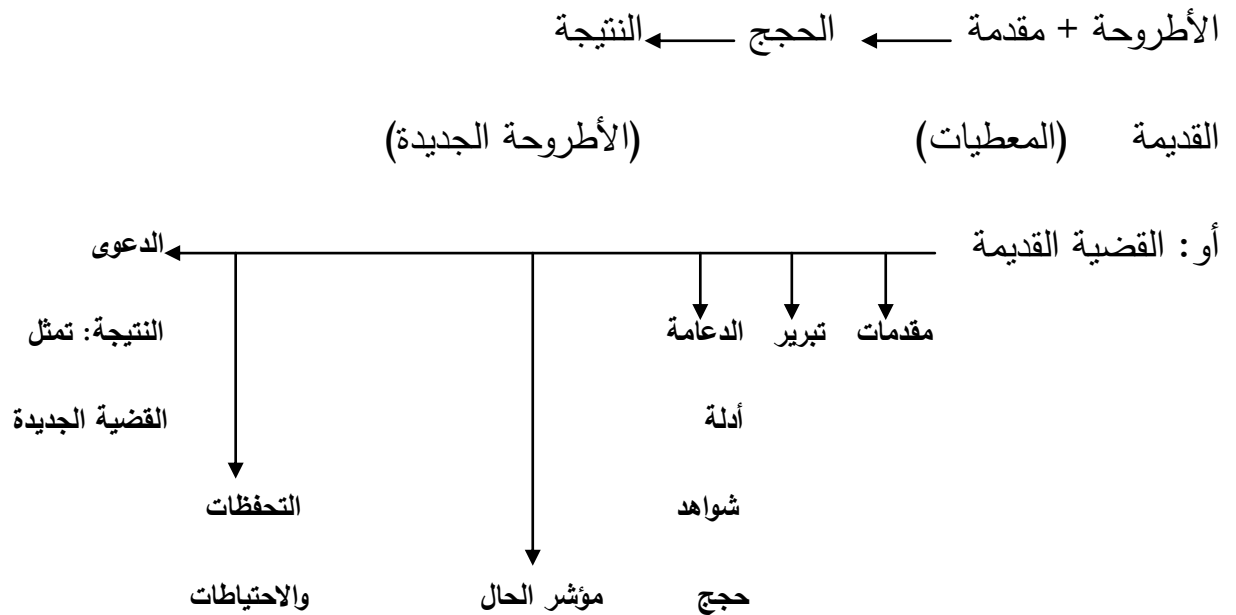 الأطروحة + مقدمة الحجج النتيجة
القديمة (المعطيات) (الأطروحة الجديدة)
أو: القضية القديمة الدعوى
مقدمات تبرير الدعامة النتيجة: تمثل
أدلة القضية الجديدة
شواهد التحفظات
حجج مؤشر الحال والاحتياطات